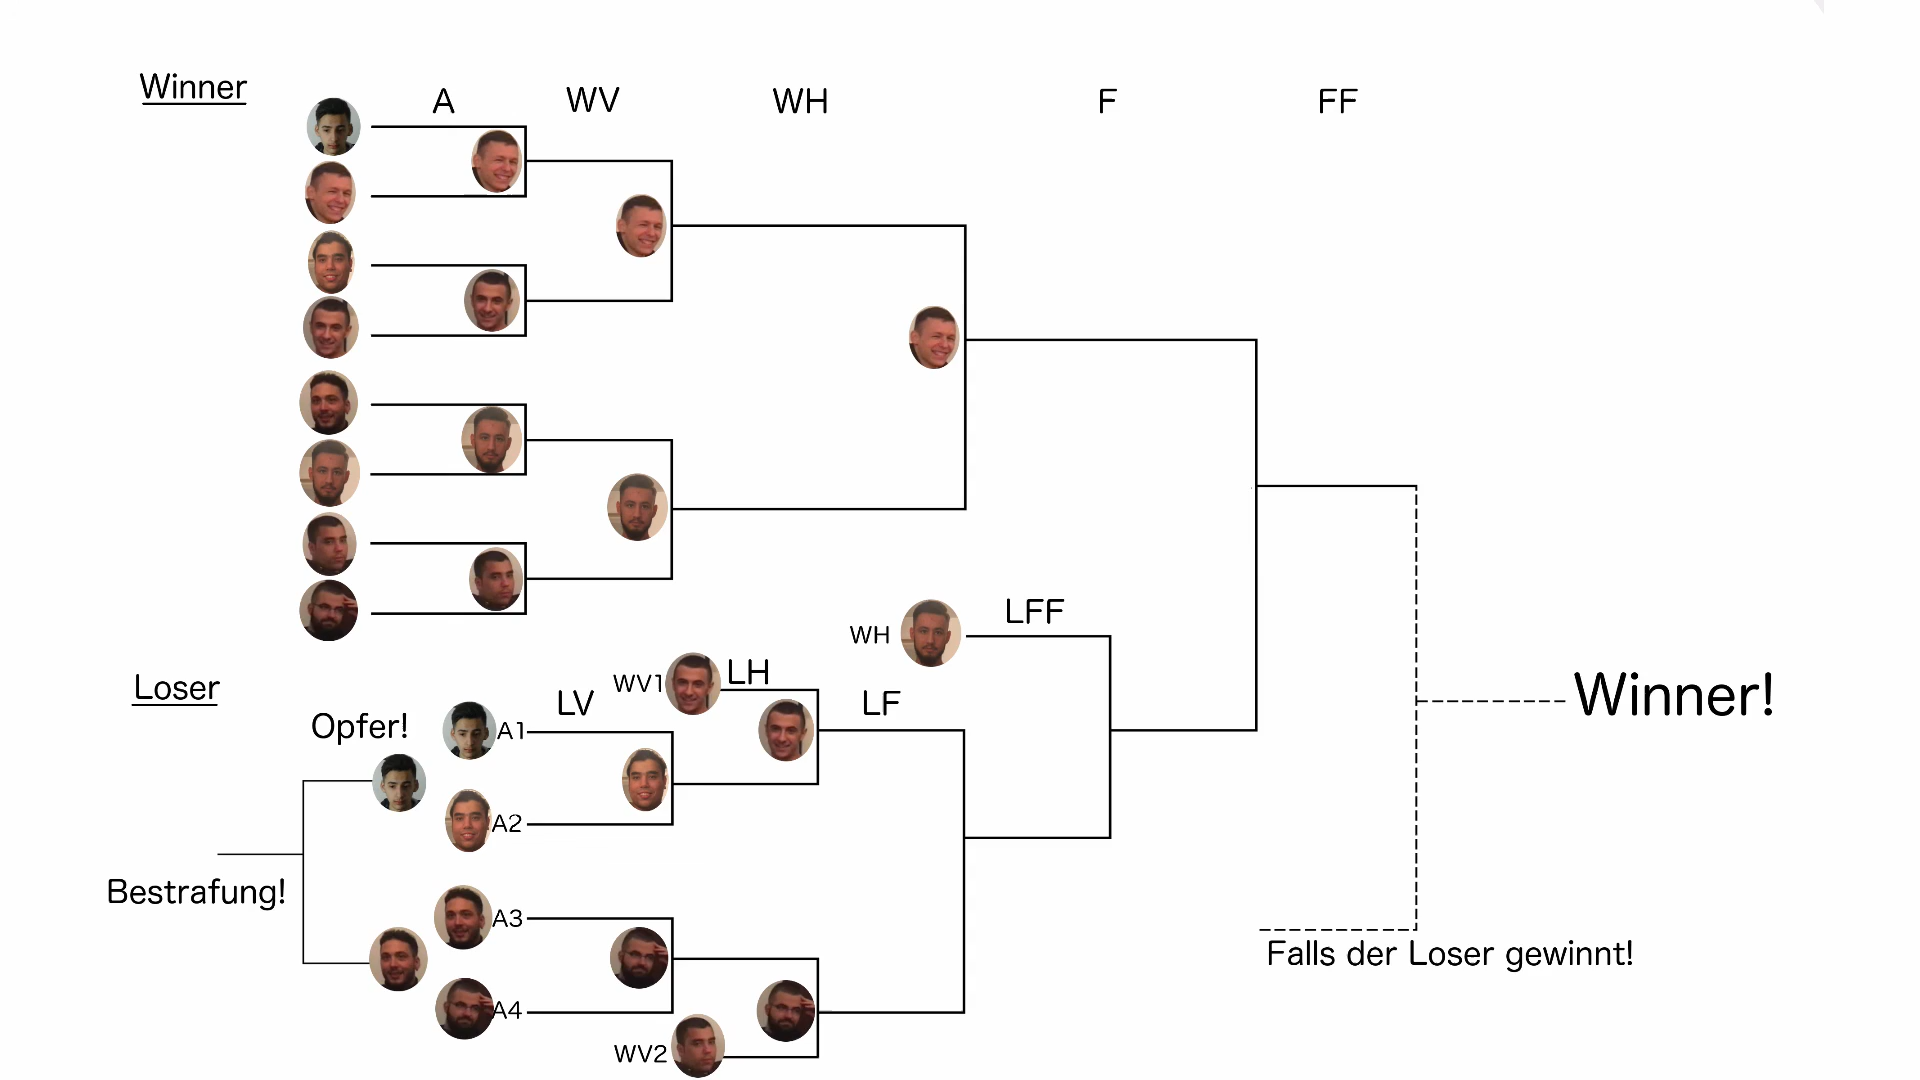 Winner
A
WV
WH
F
FF
WH
LFF
Loser
WV1
LH
Opfer!
LV
LF
Winner!
A1
A2
Bestrafung!
A3
Falls der Loser gewinnt!
A4
WV2